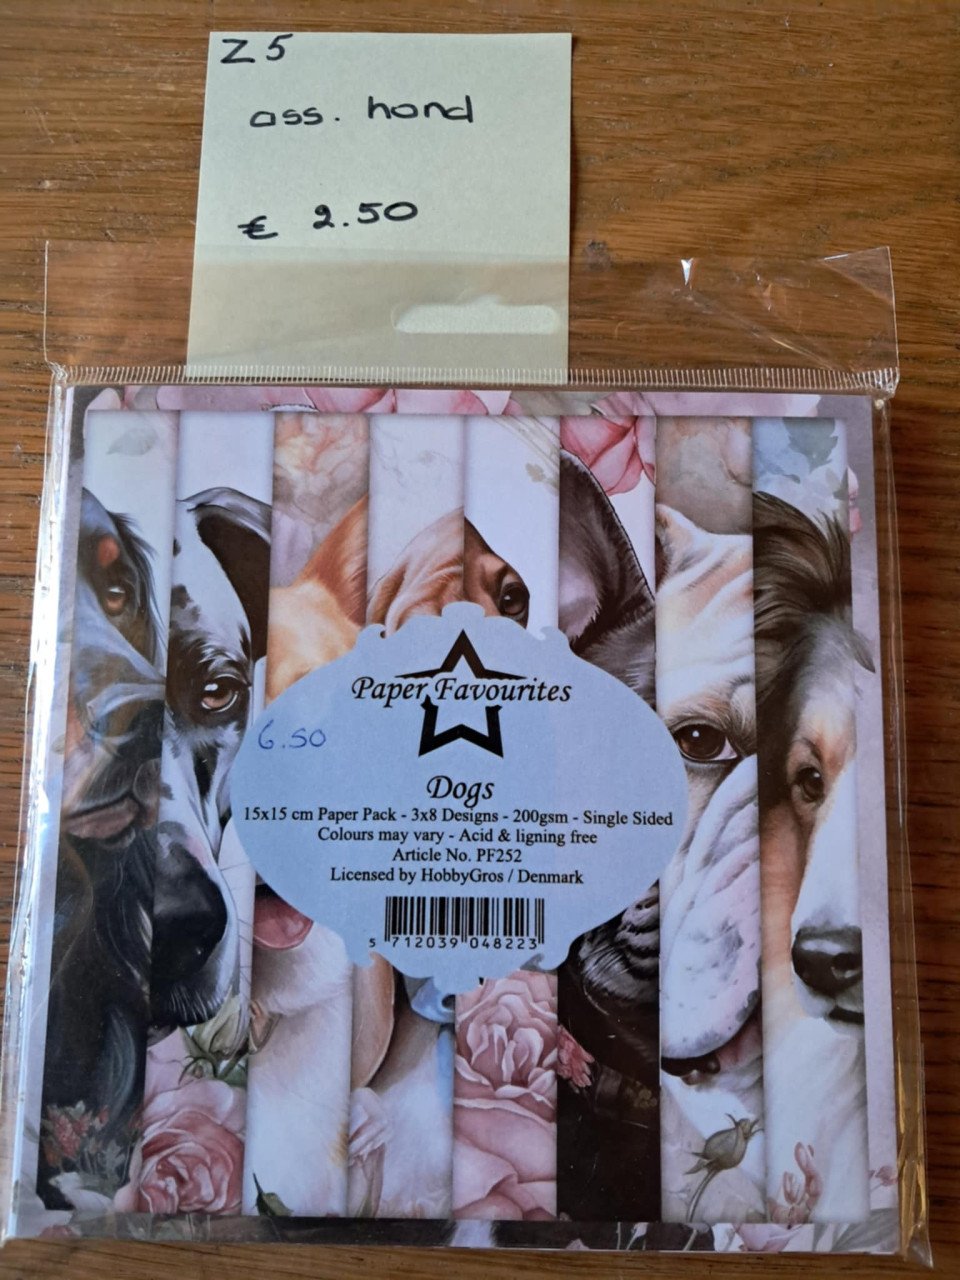 Z5
ass. hond
€ 2.50
Paper Favourites
6.50
Dogs
15x15 cm Paper Pack - 3x8 Designs - 200gsm - Single Sided
Colours may vary - Acid & ligning free
Article No. PF252
Licensed by HobbyGros / Denmark
5 712039 048223